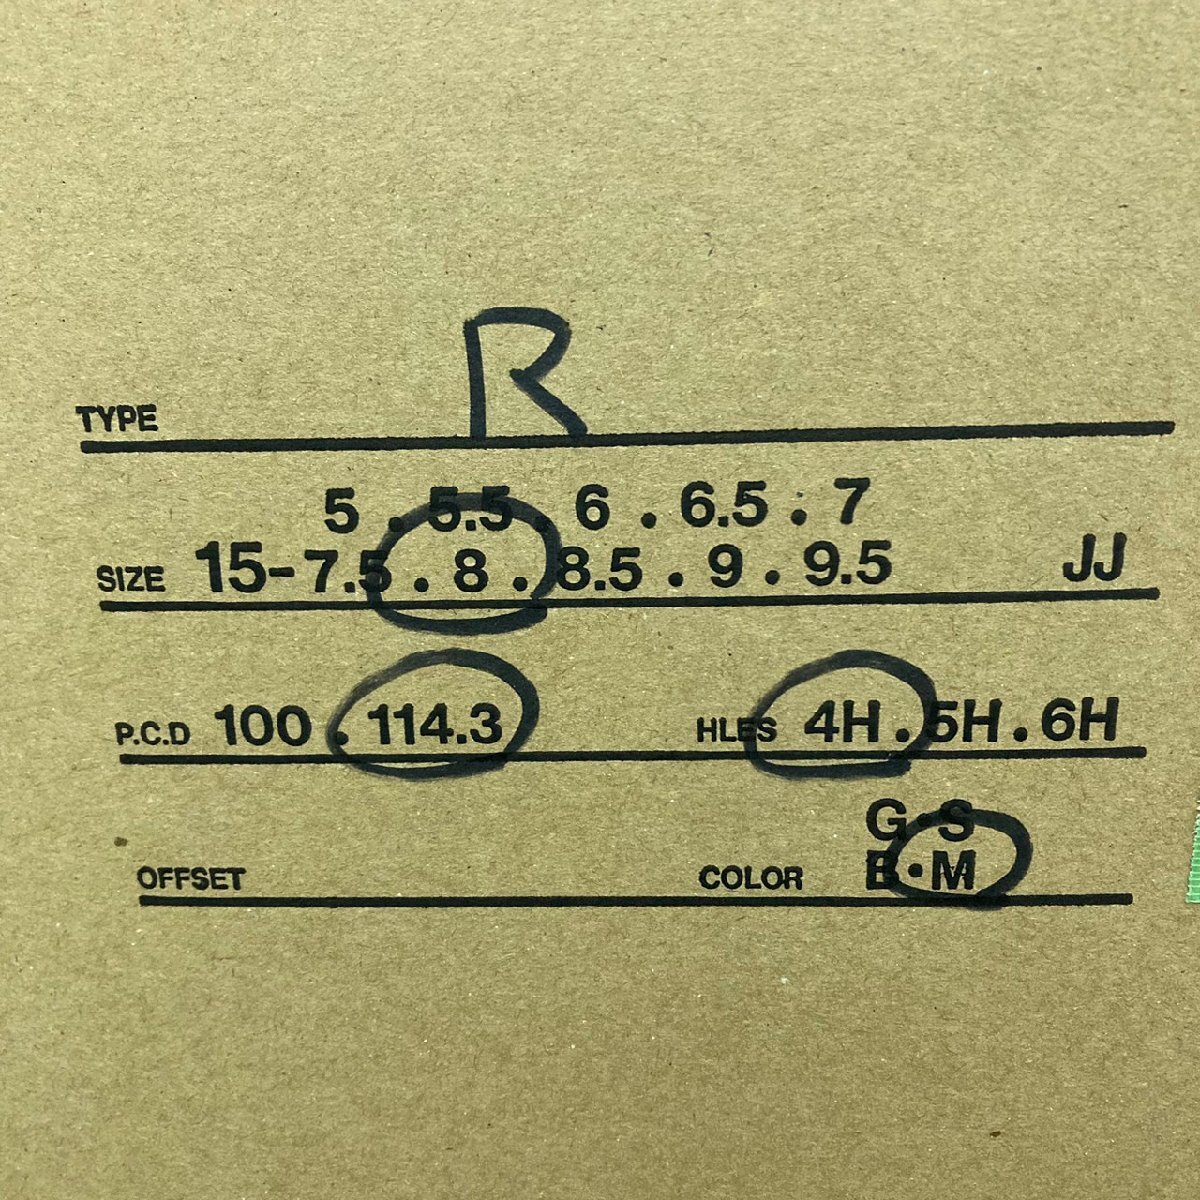 R
TYPE
5 . 5.5 . 6 . 6.5 . 7
SIZE 15-7.5 . 8 . 8.5 . 9 . 9.5 JJ
P.C.D 100 . 114.3 HLES 4H . 5H . 6H
G · S
OFFSET COLOR B · M